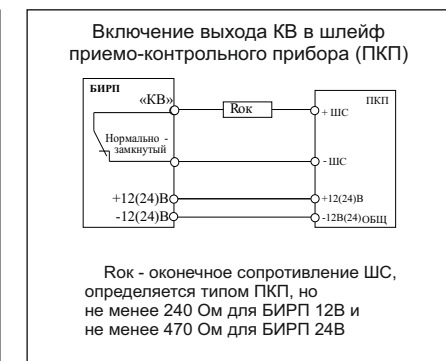 Включение выхода КВ в шлейф
приемо-контрольного прибора (ПКП)
БИРП
«КВ»
Rок
ПКП
+ ШС
Нормально -
замкнутый
- ШС
+12(24)В
+12(24)В
-12(24)В
-12В(24)ОБЩ
Rок - оконечное сопротивление ШС,
определяется типом ПКП, но
не менее 240 Ом для БИРП 12В и
не менее 470 Ом для БИРП 24В